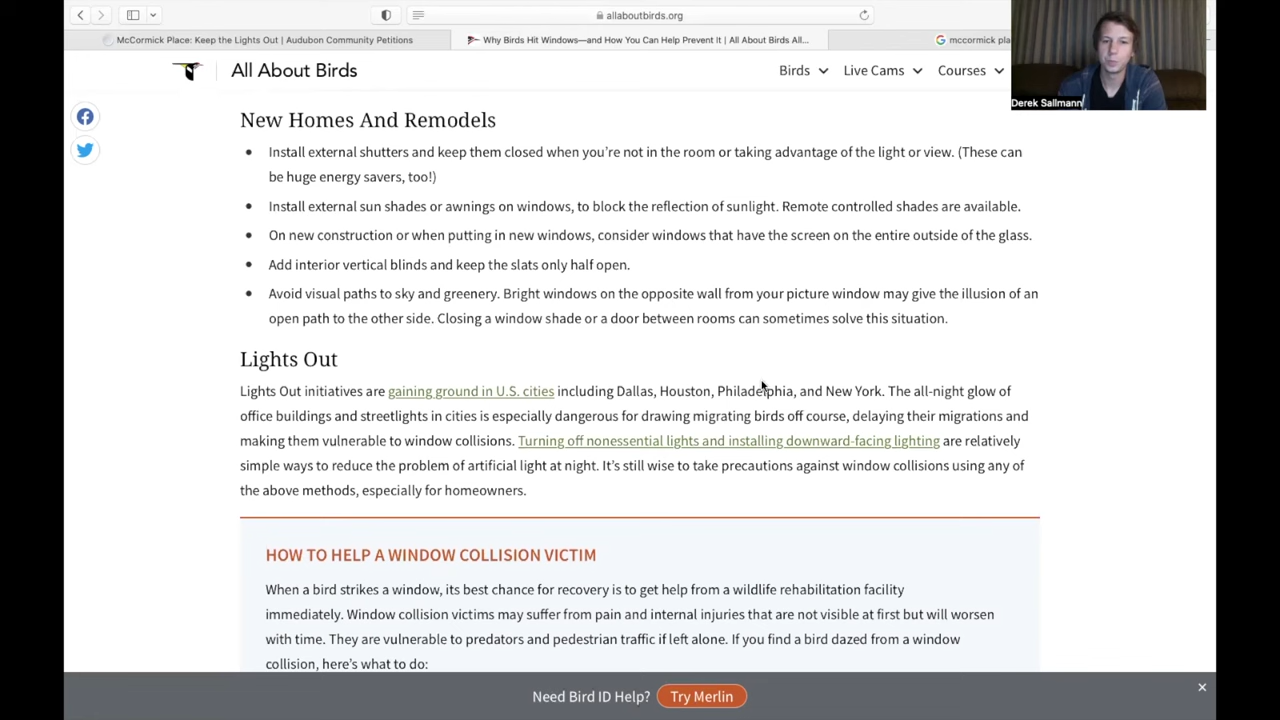 allaboutbirds.org
McCormick Place: Keep the Lights Out | Audubon Community Petitions
Why Birds Hit Windows—and How You Can Help Prevent It | All About Birds All...
mccormick pla
All About Birds
Birds
Live Cams
Courses
Derek Sallmann
New Homes And Remodels
Install external shutters and keep them closed when you're not in the room or taking advantage of the light or view. (These can
be huge energy savers, too!)
Install external sun shades or awnings on windows, to block the reflection of sunlight. Remote controlled shades are available.
On new construction or when putting in new windows, consider windows that have the screen on the entire outside of the glass.
Add interior vertical blinds and keep the slats only half open.
Avoid visual paths to sky and greenery. Bright windows on the opposite wall from your picture window may give the illusion of an
open path to the other side. Closing a window shade or a door between rooms can sometimes solve this situation.
Lights Out
Lights Out initiatives are gaining ground in U.S. cities including Dallas, Houston, Philadelphia, and New York. The all-night glow of
office buildings and streetlights in cities is especially dangerous for drawing migrating birds off course, delaying their migrations and
making them vulnerable to window collisions. Turning off nonessential lights and installing downward-facing lighting are relatively
simple ways to reduce the problem of artificial light at night. It's still wise to take precautions against window collisions using any of
the above methods, especially for homeowners.
HOW TO HELP A WINDOW COLLISION VICTIM
When a bird strikes a window, its best chance for recovery is to get help from a wildlife rehabilitation facility
immediately. Window collision victims may suffer from pain and internal injuries that are not visible at first but will worsen
with time. They are vulnerable to predators and pedestrian traffic if left alone. If you find a bird dazed from a window
collision, here's what to do:
Need Bird ID Help? Try Merlin